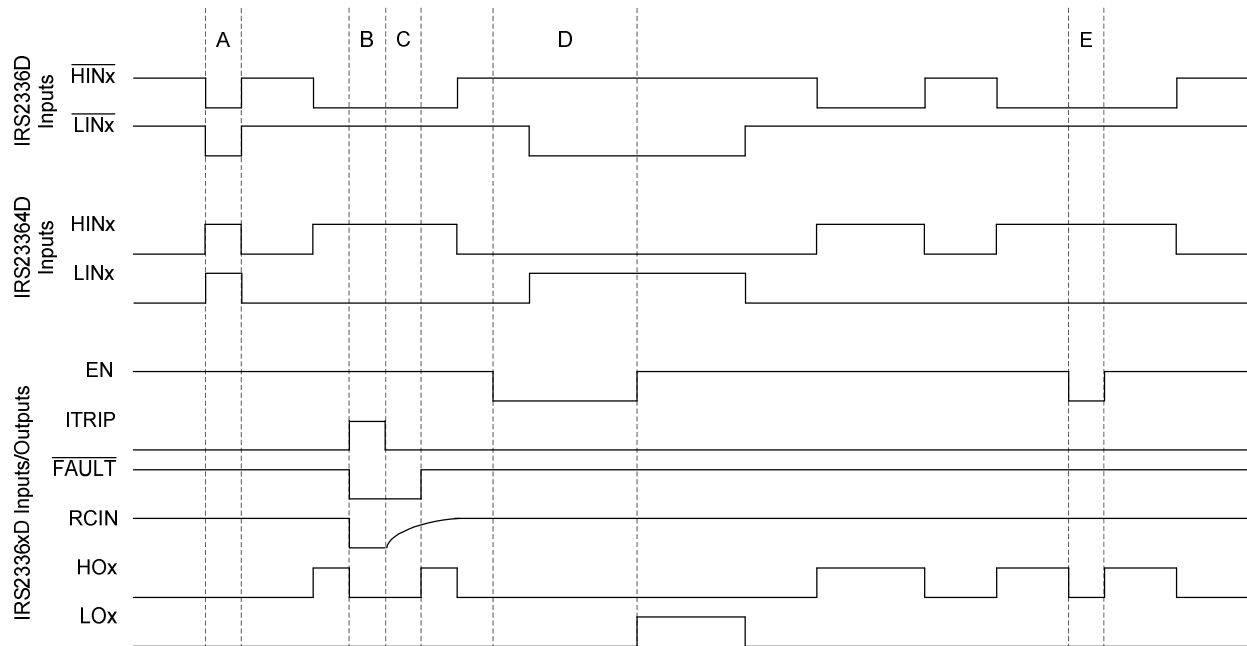 A B C D E
IRS2336D
Inputs
HINx
LINx
IRS23364D
Inputs
HINx
LINx
IRS2336xD Inputs/Outputs
EN
ITRIP
FAULT
RCIN
HOx
LOx